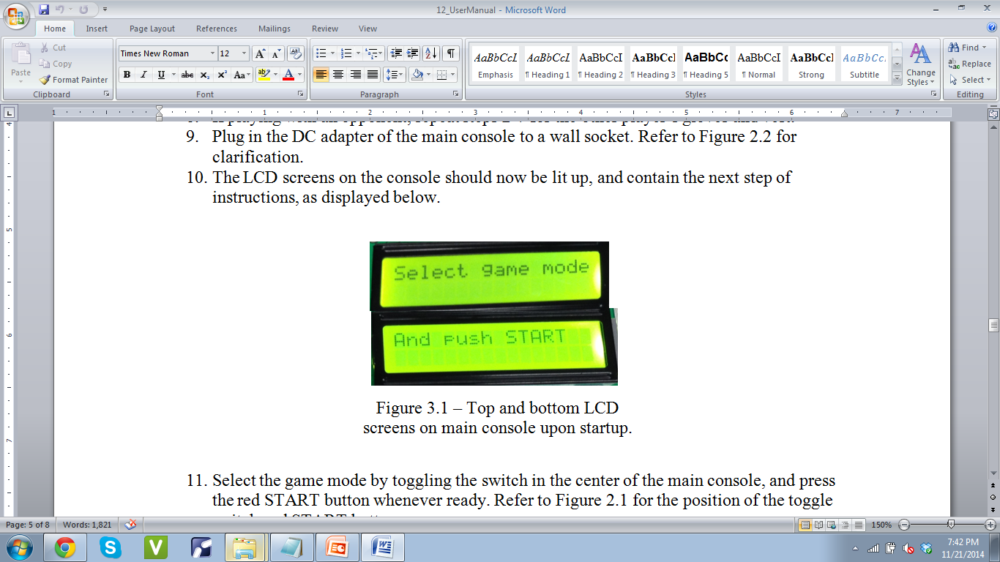 12_UserManual - Microsoft Word
Home Insert Page Layout References Mailings Review View
Paste
Cut
Copy
Format Painter
Clipboard
Times New Roman 12
Font
Paragraph
AaBbCcI AaBbCcI AaBbCcI AaBbCcI AaBbCc AaBbCcI AaBbCcI AaBbCc.
Emphasis ¶ Heading 1 ¶ Heading 2 ¶ Heading 3 ¶ Heading 5 ¶ Normal Strong Subtitle
Change Styles
Styles
Find
Replace
Select
Editing
1 1 2 3 4 5 6 7
9. Plug in the DC adapter of the main console to a wall socket. Refer to Figure 2.2 for
clarification.
10. The LCD screens on the console should now be lit up, and contain the next step of
instructions, as displayed below.
Select game mode
And push START
Figure 3.1 – Top and bottom LCD
screens on main console upon startup.
11. Select the game mode by toggling the switch in the center of the main console, and press
the red START button whenever ready. Refer to Figure 2.1 for the position of the toggle
Page: 5 of 8 Words: 1,821 150%
7:42 PM
11/21/2014